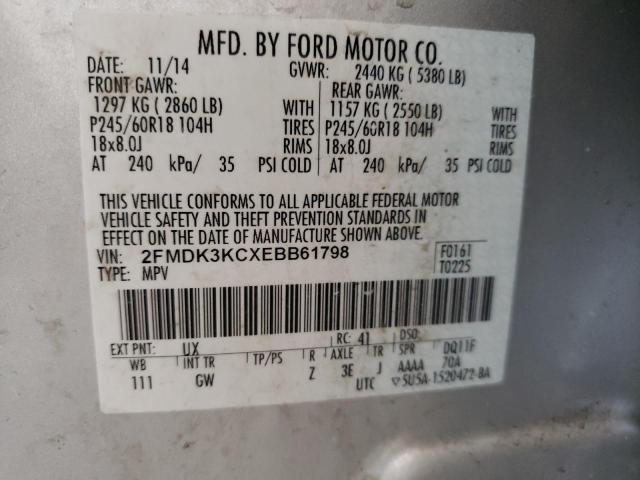 MFD. BY FORD MOTOR CO.
DATE: 11/14 GVWR: 2440 KG ( 5380 LB)
FRONT GAWR: REAR GAWR:
1297 KG ( 2860 LB) WITH 1157 KG ( 2550 LB) WITH
P245/60R18 104H TIRES P245/60R18 104H TIRES
18x8.0J RIMS 18x8.0J RIMS
AT 240 kPa/ 35 PSI COLD AT 240 kPa/ 35 PSI COLD
THIS VEHICLE CONFORMS TO ALL APPLICABLE FEDERAL MOTOR
VEHICLE SAFETY AND THEFT PREVENTION STANDARDS IN
EFFECT ON THE DATE OF MANUFACTURE SHOWN ABOVE.
VIN: 2FMDK3KCXEBB61798 F0161
TYPE: MPV T0225
EXT PNT: UX RC: 41 DSO:
WB INT TR TP/PS R AXLE TR SPR DQ11F
111 GW Z 3E J AAAA 70A
UTC ▽5U5A-1520472-BA